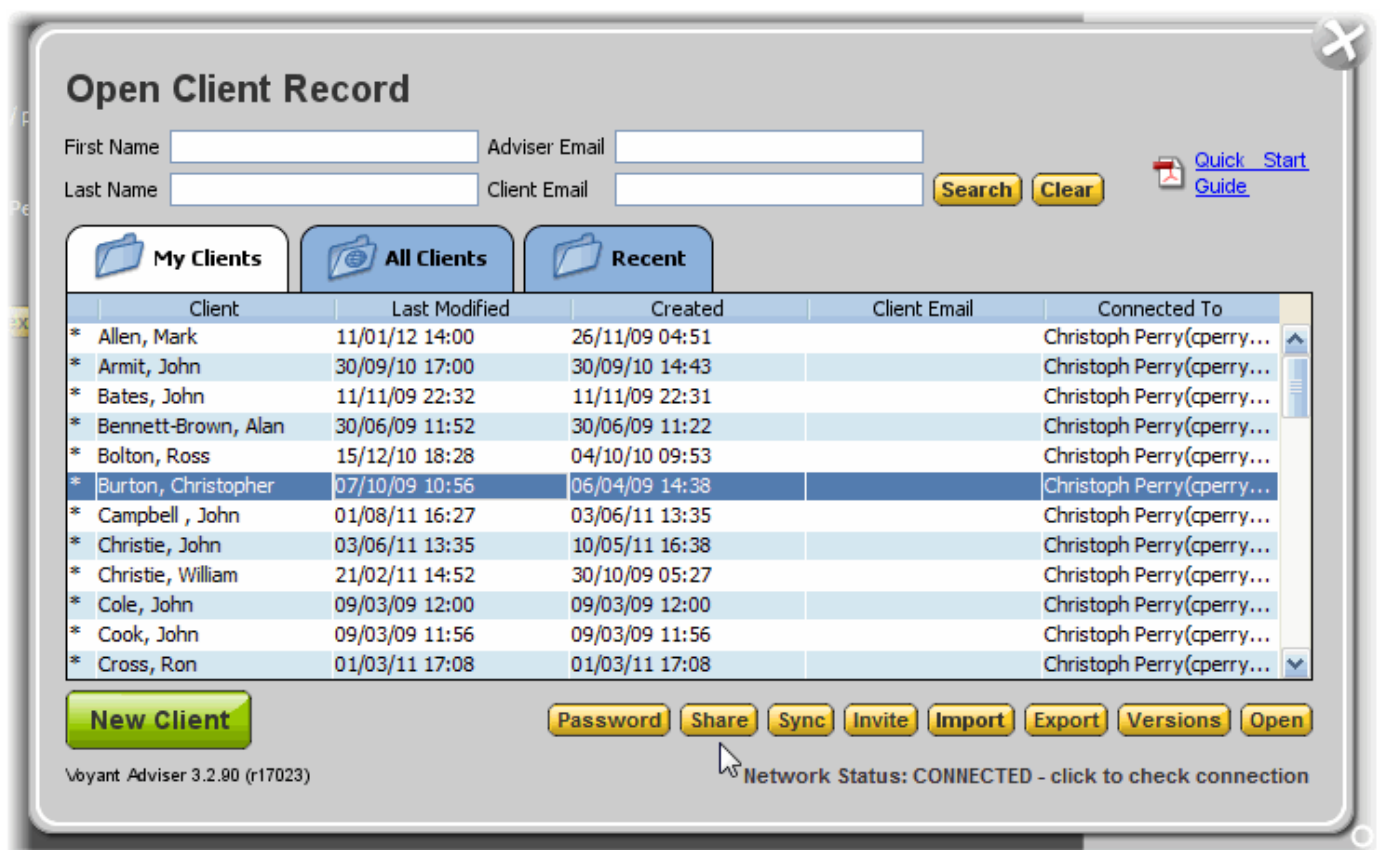 Open Client Record
First Name Adviser Email
Last Name Client Email Search Clear
Quick Start
Guide
My Clients All Clients Recent
Client Last Modified Created Client Email Connected To
* Allen, Mark 11/01/12 14:00 26/11/09 04:51 Christoph Perry(cperry...
* Armit, John 30/09/10 17:00 30/09/10 14:43 Christoph Perry(cperry...
* Bates, John 11/11/09 22:32 11/11/09 22:31 Christoph Perry(cperry...
* Bennett-Brown, Alan 30/06/09 11:52 30/06/09 11:22 Christoph Perry(cperry...
* Bolton, Ross 15/12/10 18:28 04/10/10 09:53 Christoph Perry(cperry...
* Burton, Christopher 07/10/09 10:56 06/04/09 14:38 Christoph Perry(cperry...
* Campbell , John 01/08/11 16:27 03/06/11 13:35 Christoph Perry(cperry...
* Christie, John 03/06/11 13:35 10/05/11 16:38 Christoph Perry(cperry...
* Christie, William 21/02/11 14:52 30/10/09 05:27 Christoph Perry(cperry...
* Cole, John 09/03/09 12:00 09/03/09 12:00 Christoph Perry(cperry...
* Cook, John 09/03/09 11:56 09/03/09 11:56 Christoph Perry(cperry...
* Cross, Ron 01/03/11 17:08 01/03/11 17:08 Christoph Perry(cperry...
New Client Password Share Sync Invite Import Export Versions Open
Voyant Adviser 3.2.90 (r17023) Network Status: CONNECTED - click to check connection